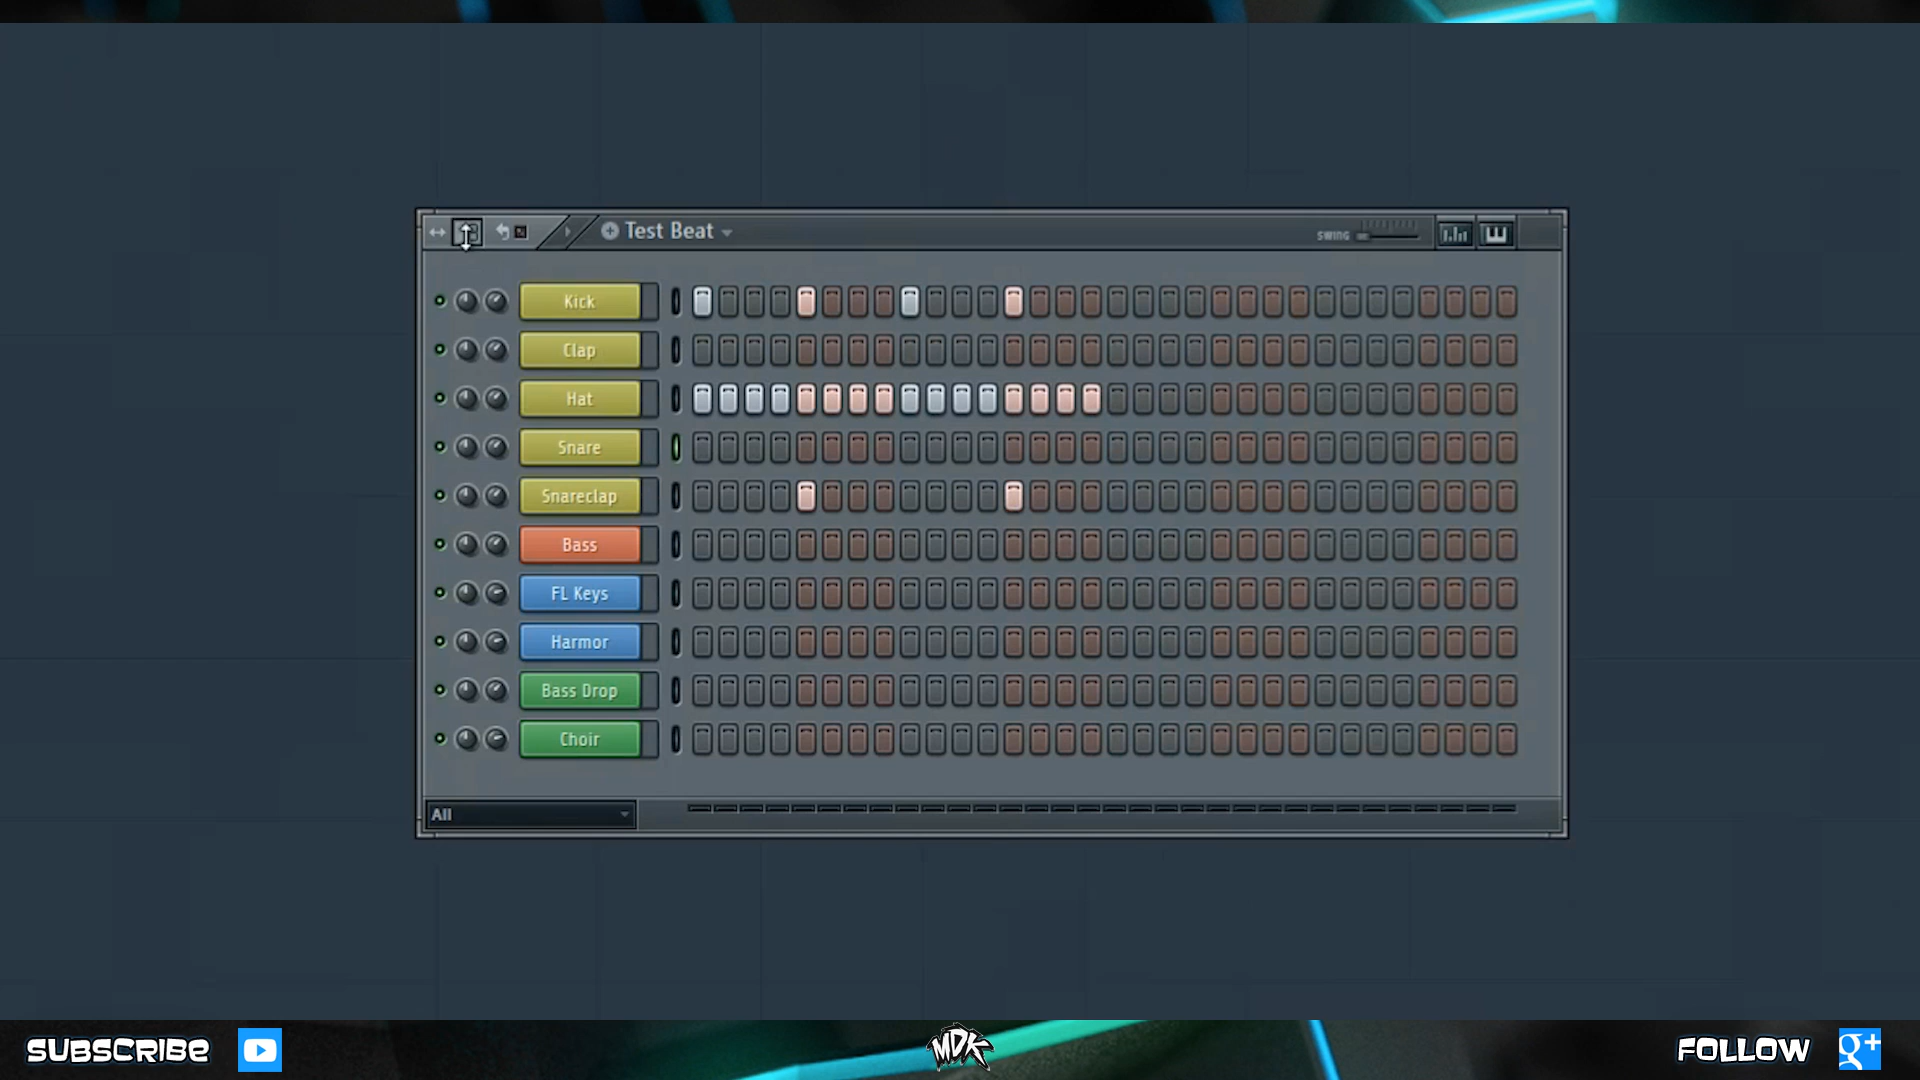 Test Beat
SWING
Kick
Clap
Hat
Snare
Snareclap
Bass
FL Keys
Harmor
Bass Drop
Choir
All
SUBSCRIBE
MDK
FOLLOW
g+